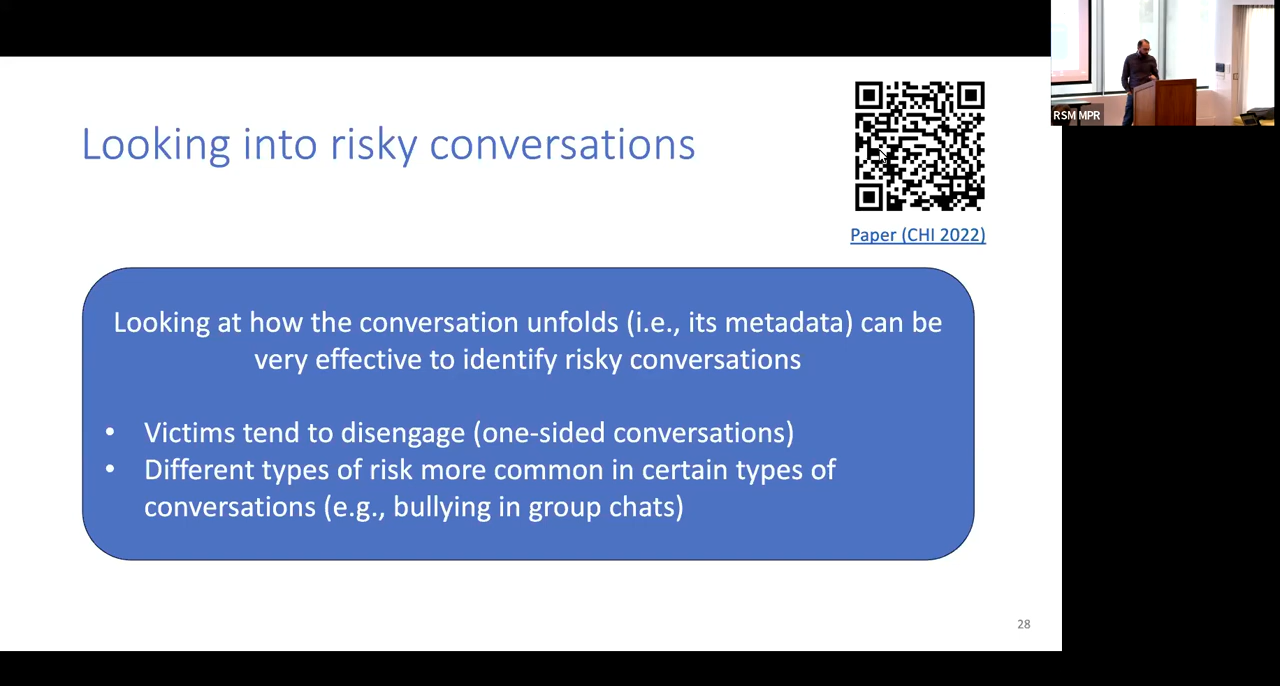 RSM MPR
Looking into risky conversations
Paper (CHI 2022)
Looking at how the conversation unfolds (i.e., its metadata) can be
very effective to identify risky conversations
• Victims tend to disengage (one-sided conversations)
• Different types of risk more common in certain types of
conversations (e.g., bullying in group chats)
28